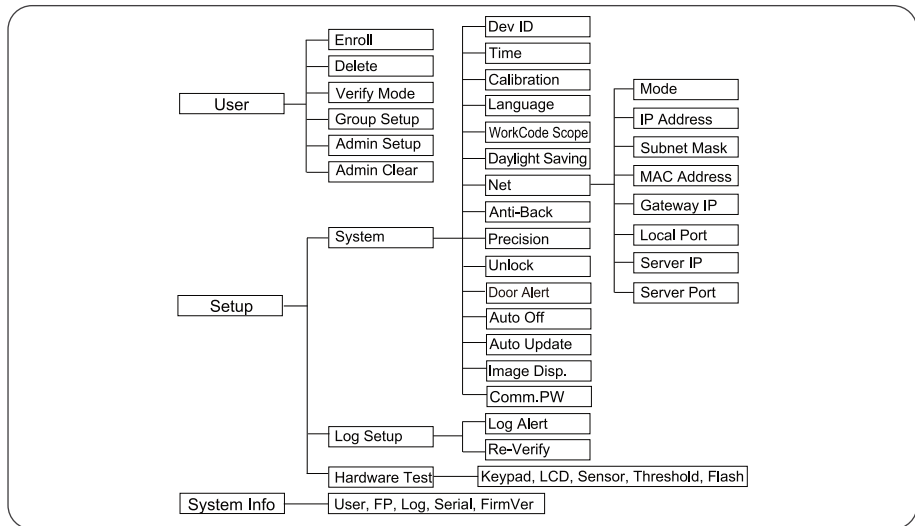 User
Enroll
Delete
Verify Mode
Group Setup
Admin Setup
Admin Clear
Setup
System
Dev ID
Time
Calibration
Language
WorkCode Scope
Daylight Saving
Net
Mode
IP Address
Subnet Mask
MAC Address
Gateway IP
Local Port
Server IP
Server Port
Anti-Back
Precision
Unlock
Door Alert
Auto Off
Auto Update
Image Disp.
Comm.PW
Log Setup
Log Alert
Re-Verify
Hardware Test
Keypad, LCD, Sensor, Threshold, Flash
System Info
User, FP, Log, Serial, FirmVer